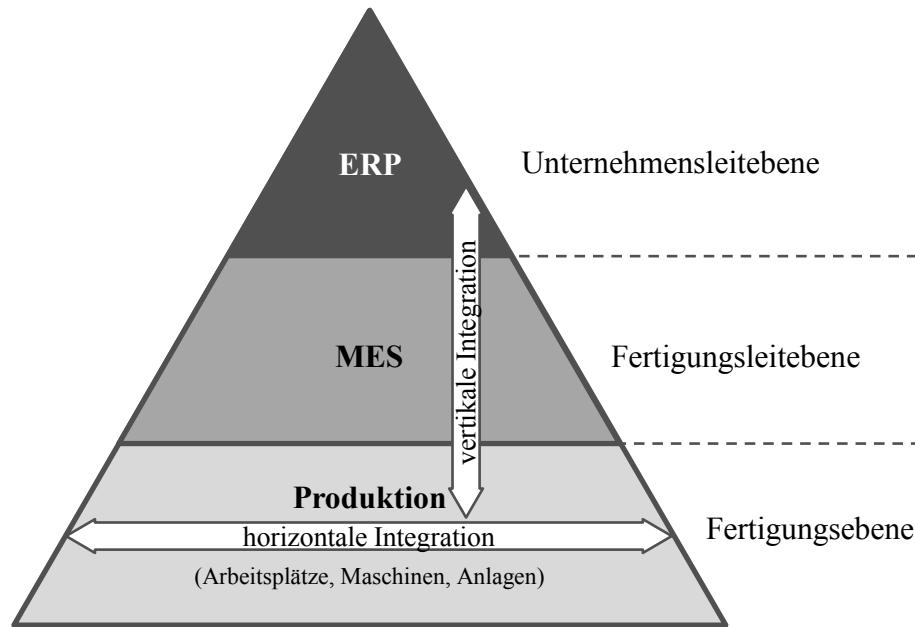 ERP
Unternehmensleitebene
vertikale Integration
MES
Fertigungsleitebene
Produktion
horizontale Integration
Fertigungsebene
(Arbeitsplätze, Maschinen, Anlagen)